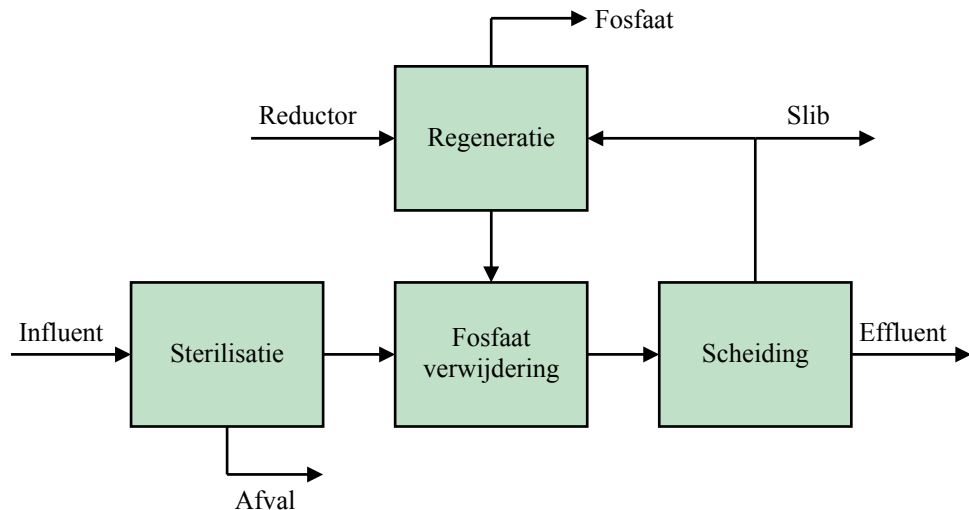 Fosfaat
Reductor
Regeneratie
Slib
Influent
Sterilisatie
Fosfaat
verwijdering
Scheiding
Effluent
Afval